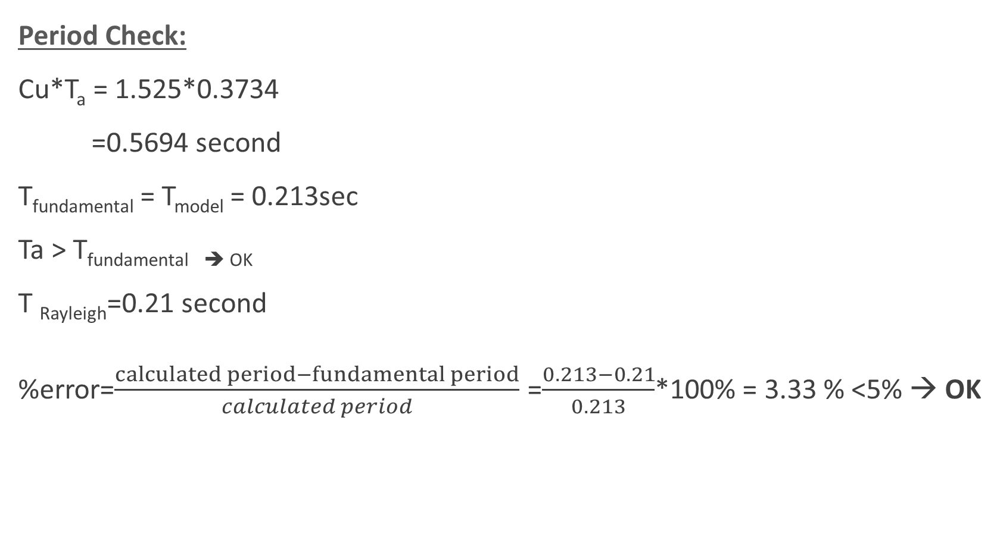 Period Check:
Cu*Ta = 1.525*0.3734
=0.5694 second
Tfundamental = Tmodel = 0.213sec
Ta > Tfundamental ➔ OK
T Rayleigh=0.21 second
%error=calculated period−fundamental period/calculated period =0.213−0.21/0.213*100% = 3.33 % <5% → OK